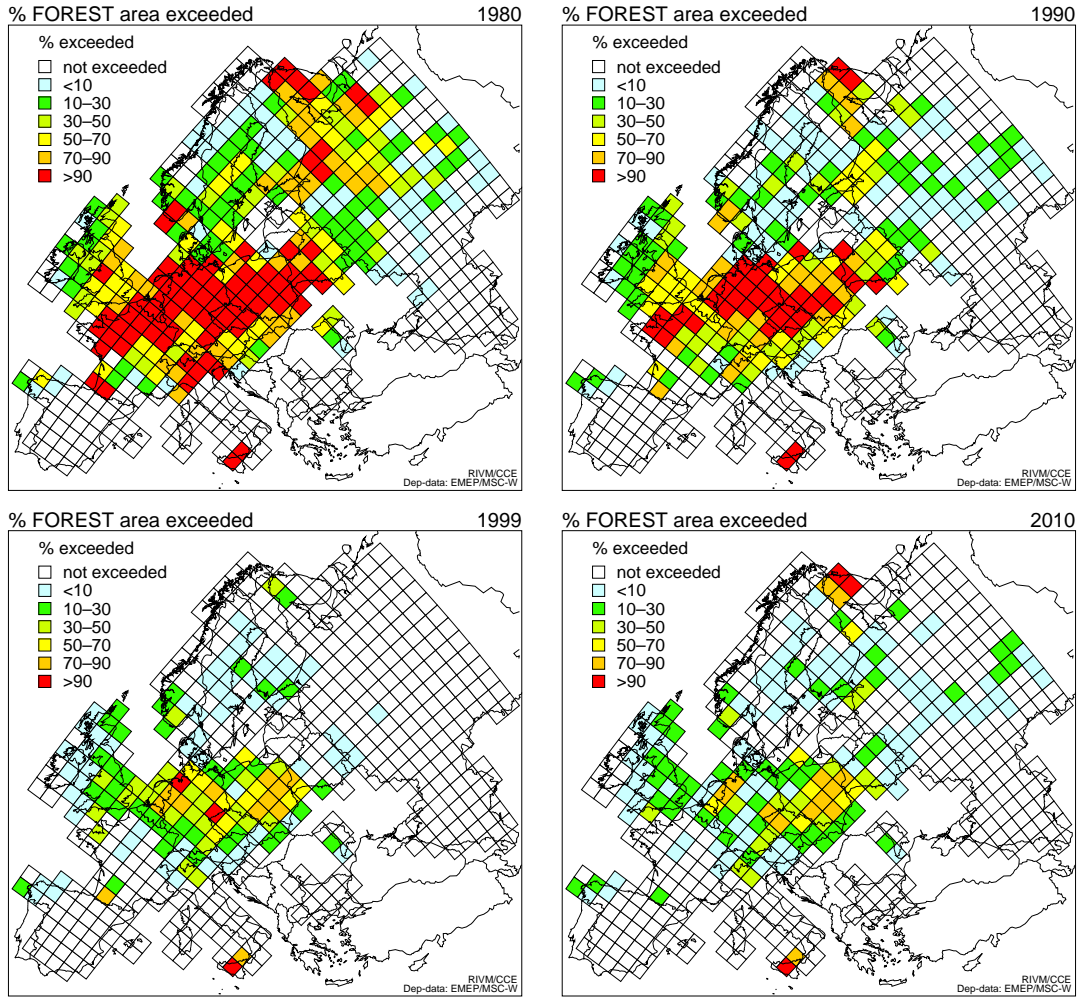 % FOREST area exceeded 1980
% exceeded
not exceeded
<10
10–30
30–50
50–70
70–90
>90
RIVM/CCE
Dep-data: EMEP/MSC-W
% FOREST area exceeded 1990
% exceeded
not exceeded
<10
10–30
30–50
50–70
70–90
>90
RIVM/CCE
Dep-data: EMEP/MSC-W
% FOREST area exceeded 1999
% exceeded
not exceeded
<10
10–30
30–50
50–70
70–90
>90
RIVM/CCE
Dep-data: EMEP/MSC-W
% FOREST area exceeded 2010
% exceeded
not exceeded
<10
10–30
30–50
50–70
70–90
>90
RIVM/CCE
Dep-data: EMEP/MSC-W